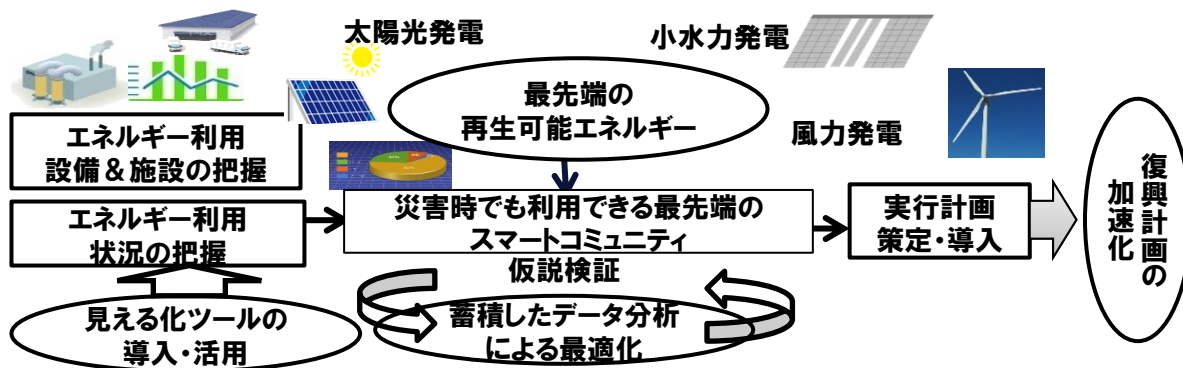 太陽光発電
小水力発電
最先端の
再生可能エネルギー
風力発電
エネルギー利用
設備&施設の把握
エネルギー利用
状況の把握
災害時でも利用できる最先端の
スマートコミュニティ
仮説検証
実行計画
策定・導入
復興計画の
加速化
見える化ツールの
導入・活用
蓄積したデータ分析
による最適化